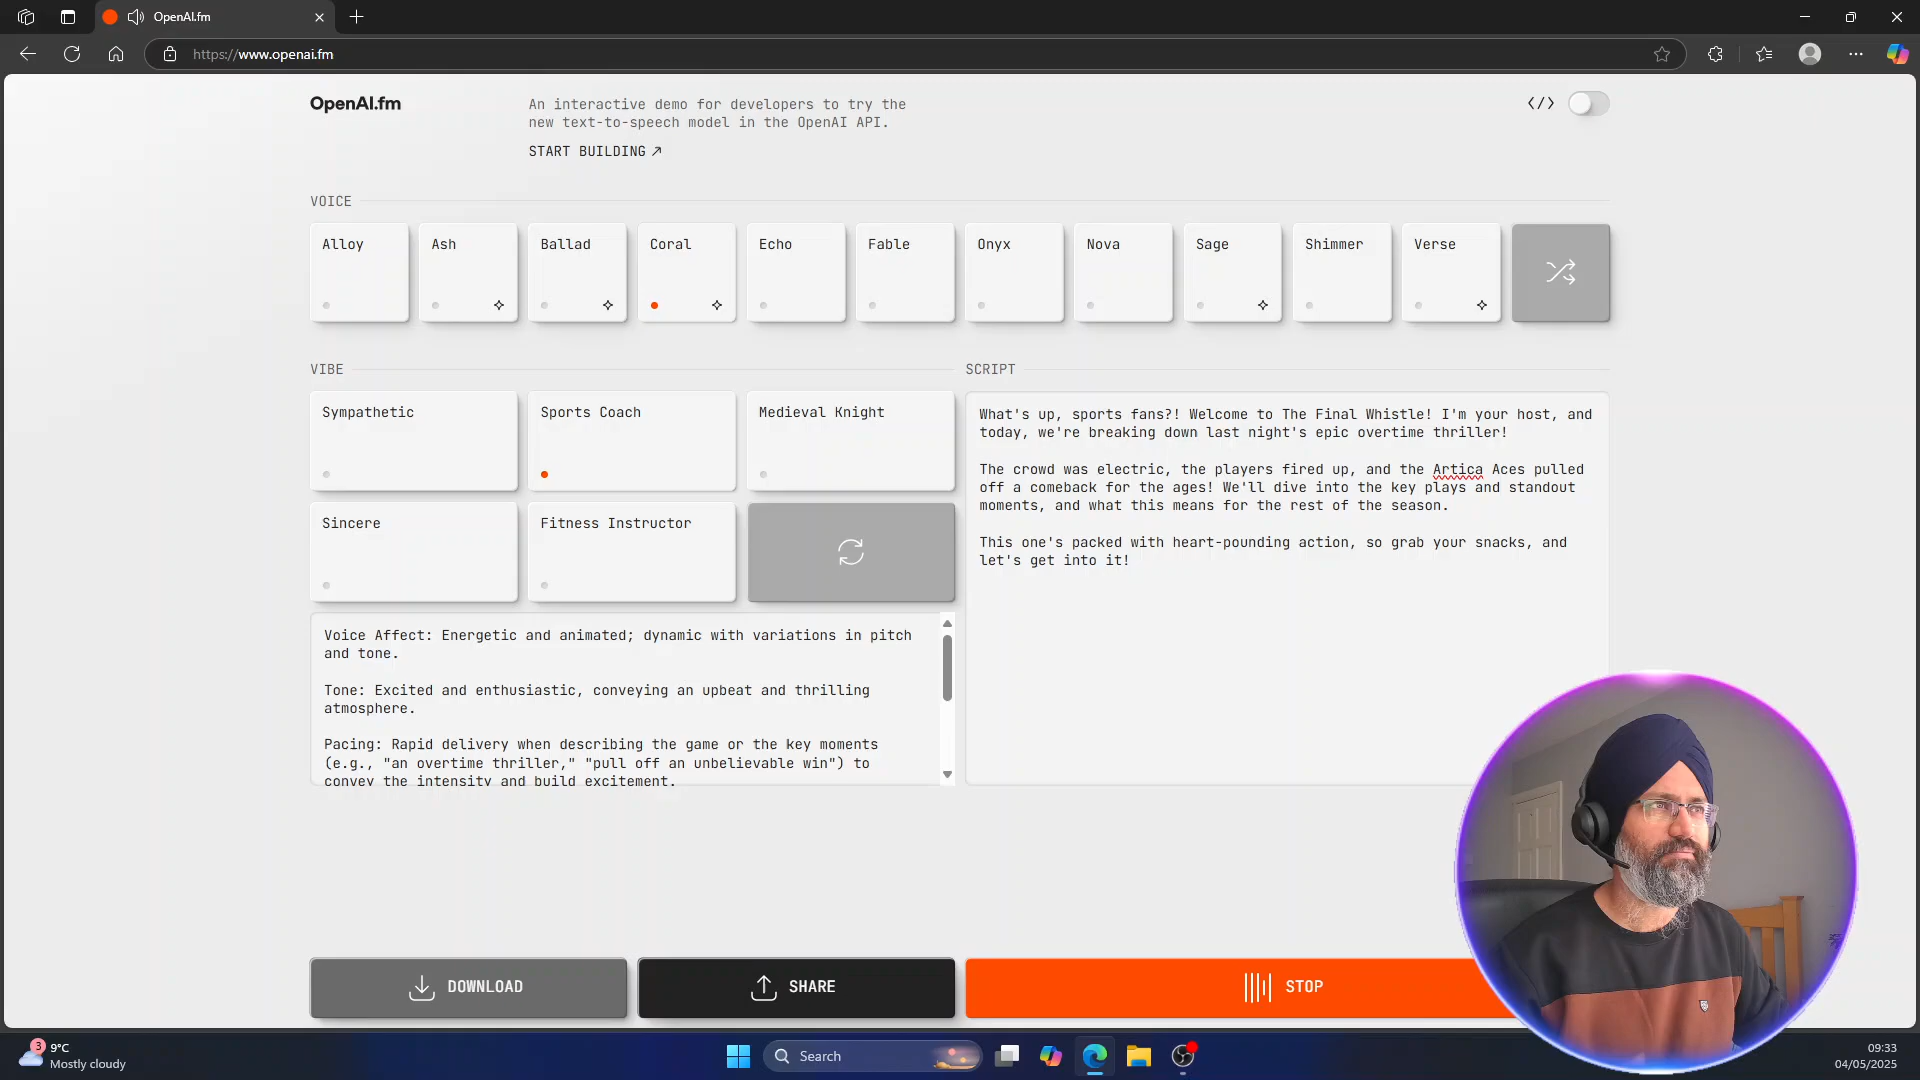 OpenAI.fm
https://www.openai.fm
OpenAI.fm
An interactive demo for developers to try the
new text-to-speech model in the OpenAI API.
START BUILDING ↗
</>
VOICE
Alloy
Ash
Ballad
Coral
Echo
Fable
Onyx
Nova
Sage
Shimmer
Verse
VIBE
Sympathetic
Sports Coach
Medieval Knight
Sincere
Fitness Instructor
Voice Affect: Energetic and animated; dynamic with variations in pitch
and tone.
Tone: Excited and enthusiastic, conveying an upbeat and thrilling
atmosphere.
Pacing: Rapid delivery when describing the game or the key moments
(e.g., "an overtime thriller," "pull off an unbelievable win") to
convey the intensity and build excitement.
SCRIPT
What's up, sports fans?! Welcome to The Final Whistle! I'm your host, and
today, we're breaking down last night's epic overtime thriller!
The crowd was electric, the players fired up, and the Artica Aces pulled
off a comeback for the ages! We'll dive into the key plays and standout
moments, and what this means for the rest of the season.
This one's packed with heart-pounding action, so grab your snacks, and
let's get into it!
DOWNLOAD
SHARE
STOP
3
9°C
Mostly cloudy
Search
09:33
04/05/2025